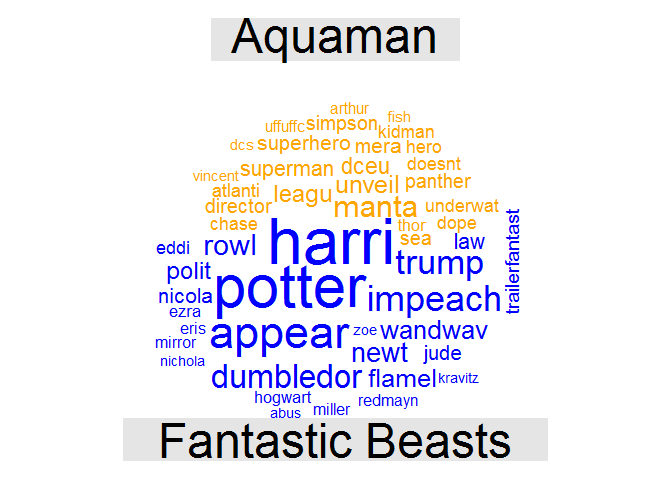 Aquaman
arthur
fish
uffuffc simpson
kidman
dcs superhero mera hero
superman dceu doesnt
vincent
atlanti leagu unveil panther
director manta underwat
chase harri thor dope
sea law
eddi rowl trump
trailerfantast
polit potter impeach
nicola
ezra
eris appear zoe wandwav
mirror
newt jude
nichola
dumbledor flamel kravitz
hogwart
redmayn
abus miller
Fantastic Beasts